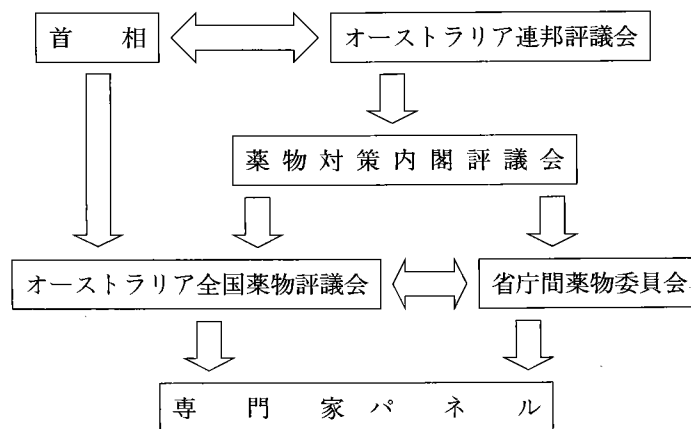 首相
オーストラリア連邦評議会
薬物対策内閣評議会
オーストラリア全国薬物評議会
省庁間薬物委員会
専門家パネル